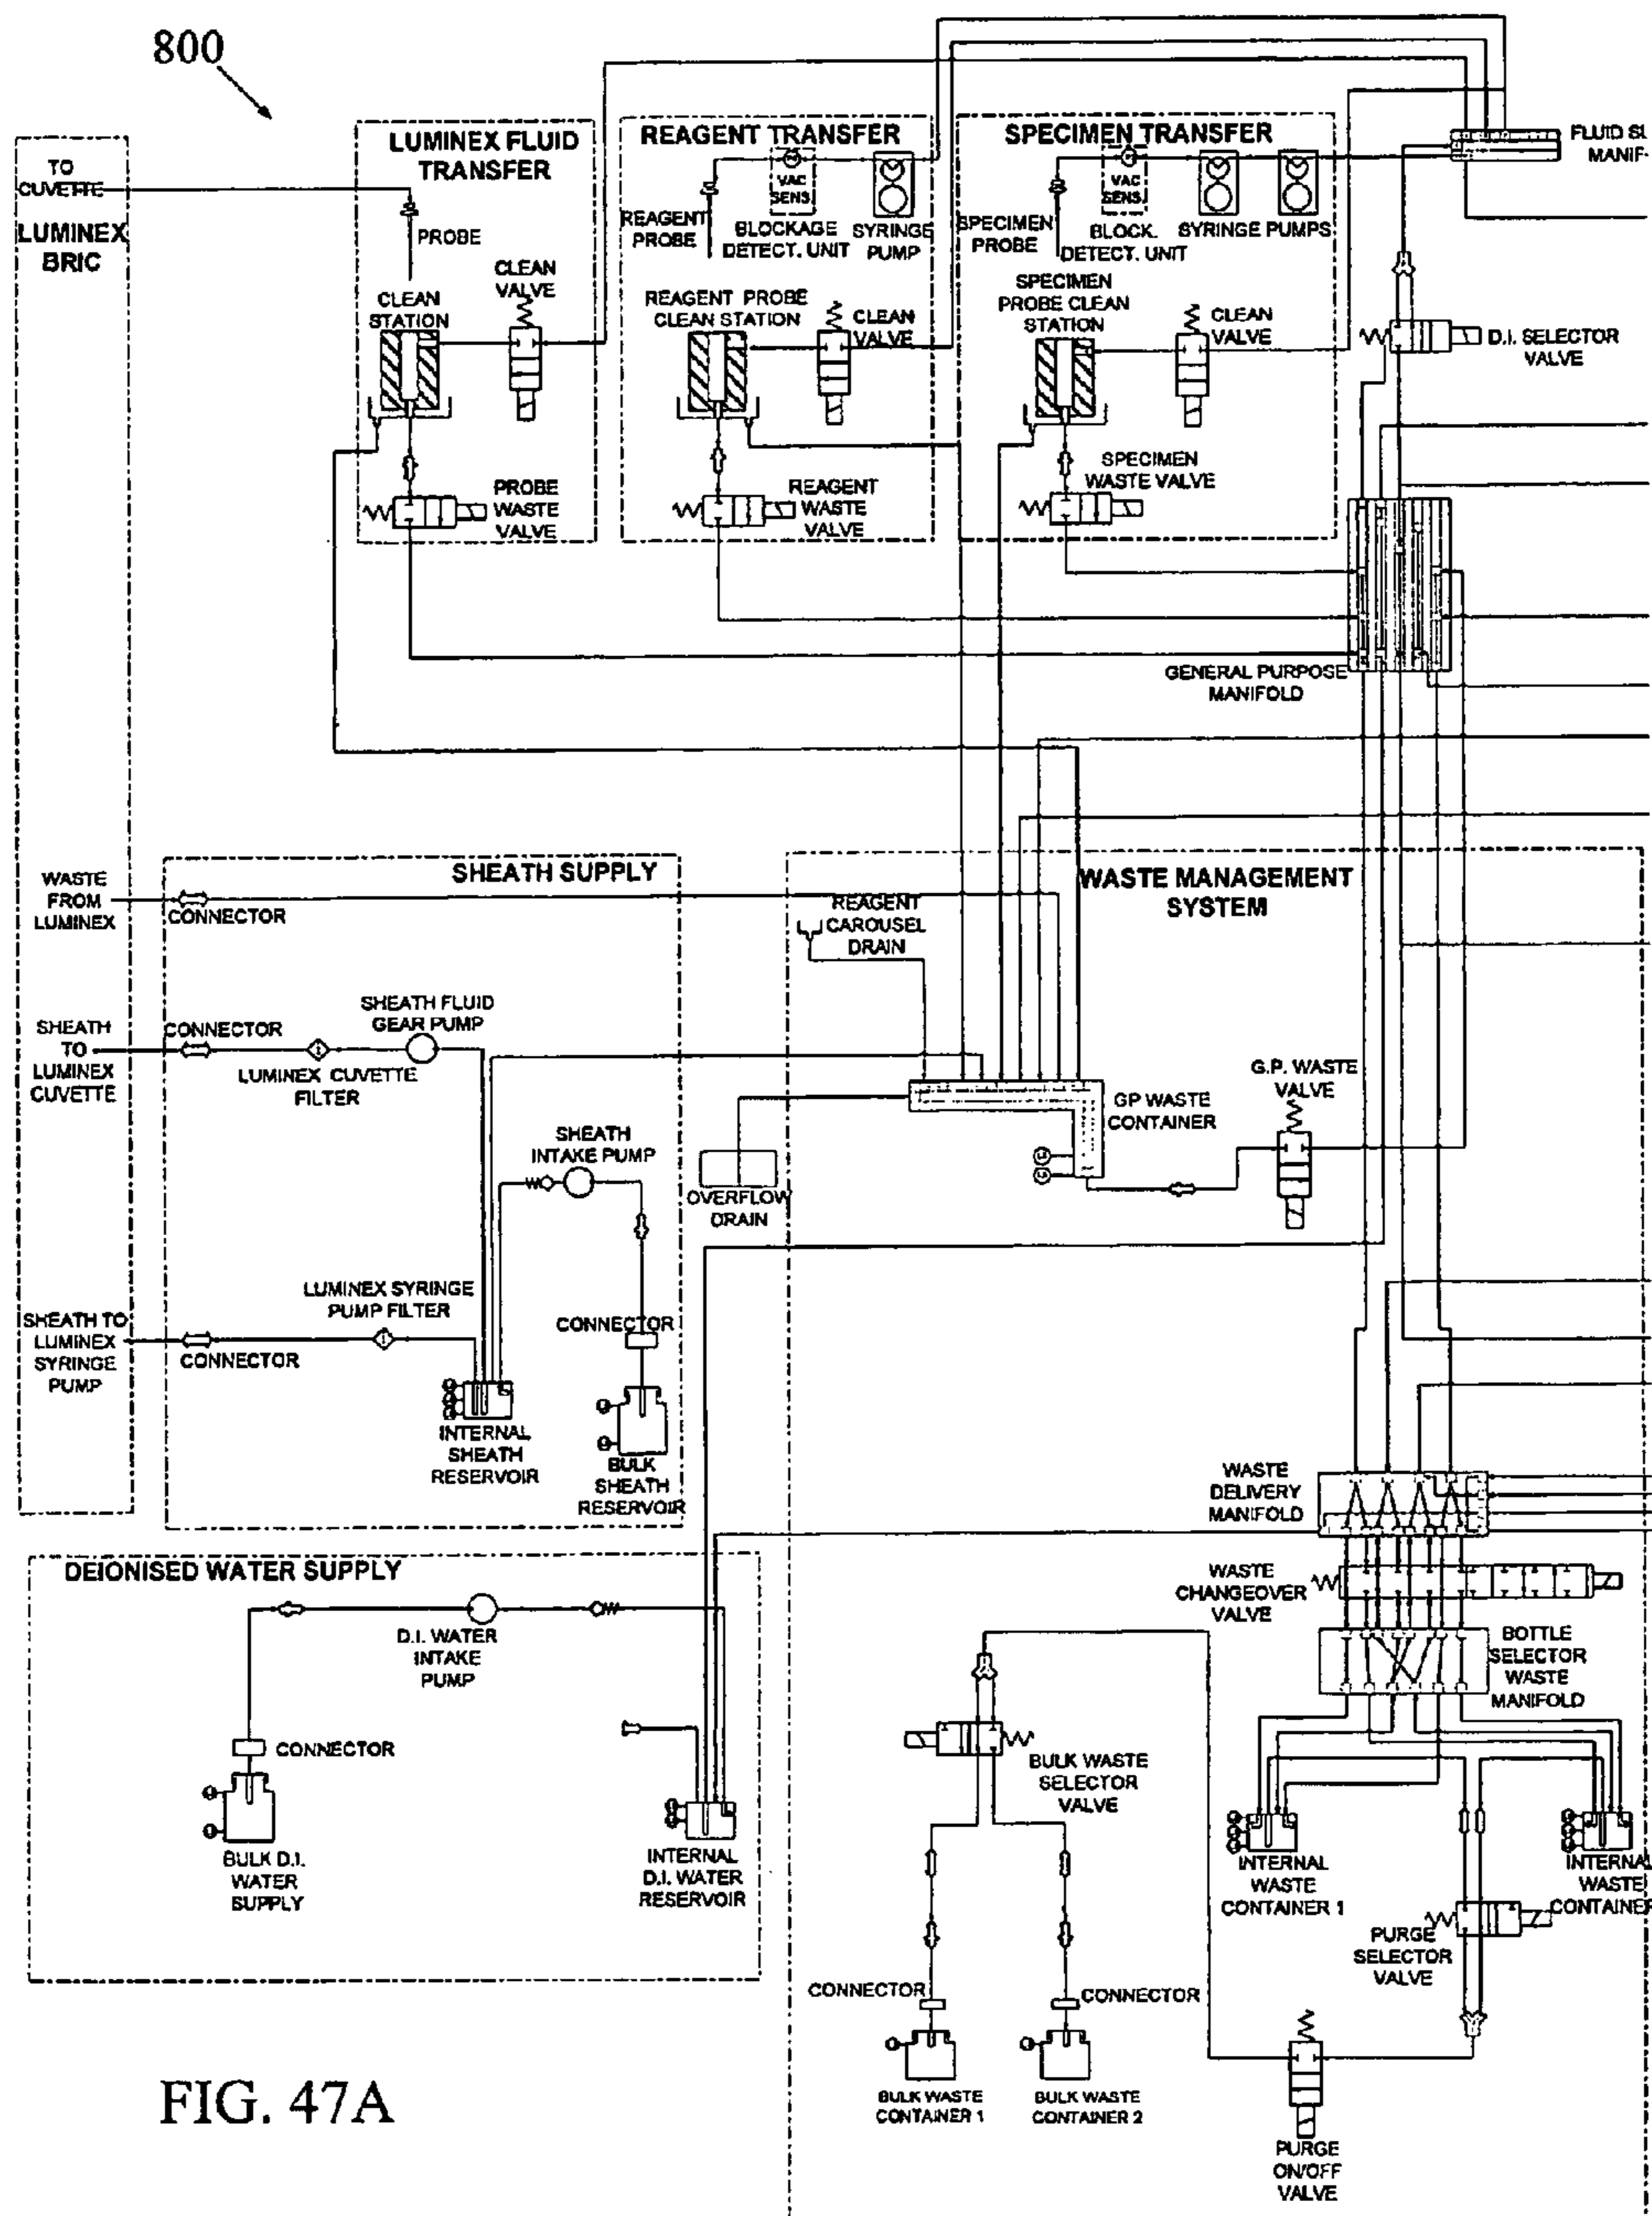 800
TO
CUVETTE
LUMINEX
BRIC
LUMINEX FLUID
TRANSFER
PROBE
CLEAN
VALVE
CLEAN
STATION
PROBE
WASTE
VALVE
REAGENT TRANSFER
VAC
SENS.
REAGENT
PROBE
BLOCKAGE
DETECT. UNIT
SYRINGE
PUMP
REAGENT PROBE
CLEAN STATION
CLEAN
VALVE
REAGENT
WASTE
VALVE
SPECIMEN TRANSFER
VAC
SENS.
SPECIMEN
PROBE
BLOCK.
DETECT. UNIT
SYRINGE PUMPS
SPECIMEN
PROBE CLEAN
STATION
CLEAN
VALVE
SPECIMEN
WASTE VALVE
FLUID SU
MANIF
D.I. SELECTOR
VALVE
GENERAL PURPOSE
MANIFOLD
WASTE
FROM
LUMINEX
SHEATH SUPPLY
CONNECTOR
SHEATH
TO
LUMINEX
CUVETTE
CONNECTOR
SHEATH FLUID
GEAR PUMP
LUMINEX CUVETTE
FILTER
SHEATH
INTAKE PUMP
LUMINEX SYRINGE
PUMP FILTER
SHEATH TO
LUMINEX
SYRINGE
PUMP
CONNECTOR
CONNECTOR
INTERNAL
SHEATH
RESERVOIR
BULK
SHEATH
RESERVOIR
WASTE MANAGEMENT
SYSTEM
REAGENT
CAROUSEL
DRAIN
GP WASTE
CONTAINER
G.P. WASTE
VALVE
OVERFLOW
DRAIN
WASTE
DELIVERY
MANIFOLD
WASTE
CHANGEOVER
VALVE
BOTTLE
SELECTOR
WASTE
MANIFOLD
BULK WASTE
SELECTOR
VALVE
INTERNAL
WASTE
CONTAINER 1
INTERNAL
WASTE
CONTAINER
PURGE
SELECTOR
VALVE
CONNECTOR
CONNECTOR
BULK WASTE
CONTAINER 1
BULK WASTE
CONTAINER 2
PURGE
ON/OFF
VALVE
DEIONISED WATER SUPPLY
D.I. WATER
INTAKE
PUMP
CONNECTOR
BULK D.I.
WATER
SUPPLY
INTERNAL
D.I. WATER
RESERVOIR
FIG. 47A